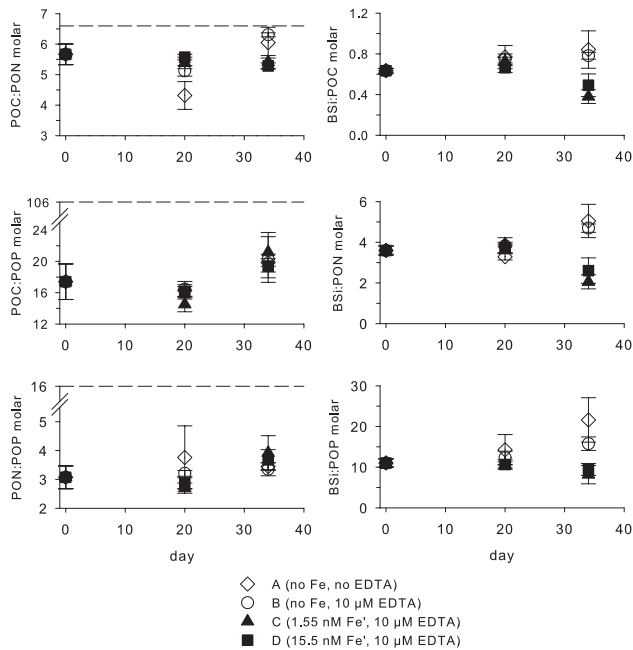 POC:PON molar
7
6
5
4
3
0 10 20 30 40
BSi:POC molar
1.2
0.8
0.4
0.0
0 10 20 30 40
POC:POP molar
106
24
20
16
12
0 10 20 30 40
BSi:PON molar
6
4
2
0
0 10 20 30 40
PON:POP molar
16
5
4
3
2
0 10 20 30 40
day
BSi:POP molar
30
20
10
0
0 10 20 30 40
day
A (no Fe, no EDTA)
B (no Fe, 10 µM EDTA)
C (1.55 nM Fe', 10 µM EDTA)
D (15.5 nM Fe', 10 µM EDTA)